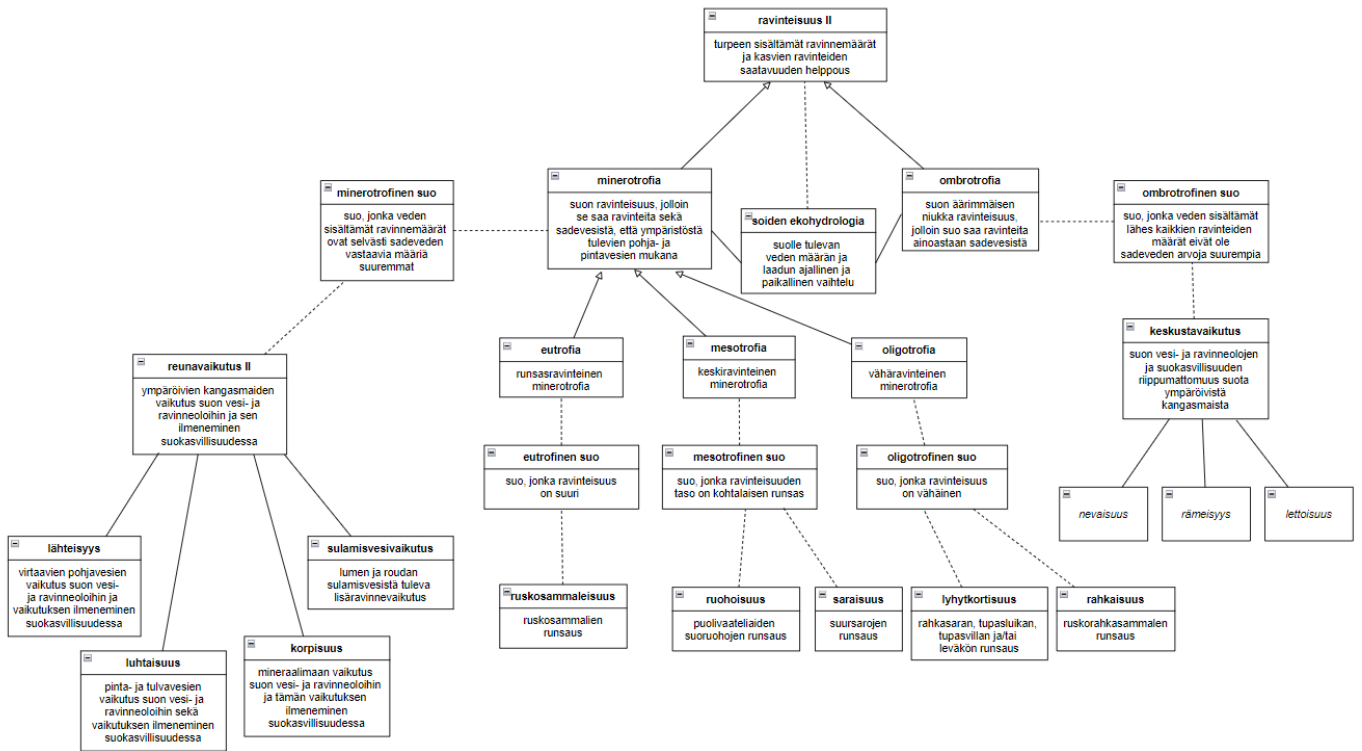 ravinteisuus II
turpeen sisältämät ravinnemäärät
ja kasvien ravinteiden
saatavuuden helppous
minerotrofinen suo
suo, jonka veden
sisältämät ravinnemäärät
ovat selvästi sadeveden
vastaavia määriä
suuremmat
minerotrofia
suon ravinteisuus, jolloin
se saa ravinteita sekä
sadevesistä, että ympäristöstä
tulevien pohja- ja
pintavesien mukana
soiden ekohydrologia
suolle tulevan
veden määrän ja
laadun ajallinen ja
paikallinen vaihtelu
ombrotrofia
suon äärimmäisen
niukka ravinteisuus,
jolloin suo saa ravinteita
ainoastaan sadevesistä
ombrotrofinen suo
suo, jonka veden sisältämät
lähes kaikkien ravinteiden
määrät eivät ole
sadeveden arvoja suurempia
reunavaikutus II
ympäröivien kangasmaiden
vaikutus suon vesi- ja
ravinneoloihin ja sen
ilmeneminen
suokasvillisuudessa
eutrofia
runsasravinteinen
minerotrofia
mesotrofia
keskiravinteinen
minerotrofia
oligotrofia
vähäravinteinen
minerotrofia
keskustavaikutus
suon vesi- ja ravinneolojen
ja suokasvillisuuden
riippumattomuus suota
ympäröivistä
kangasmaista
eutrofinen suo
suo, jonka ravinteisuus
on suuri
mesotrofinen suo
suo, jonka ravinteisuuden
taso on kohtalaisen runsas
oligotrofinen suo
suo, jonka ravinteisuus
on vähäinen
nevaisuus
rämeisyys
lettoisuus
lähteisyys
virtaavien pohjavesien
vaikutus suon vesi-
ja ravinneoloihin ja
vaikutuksen ilmeneminen
suokasvillisuudessa
sulamisvesivaikutus
lumen ja roudan
sulamisvesistä tuleva
lisäravinnevaikutus
ruskosammaleisuus
ruskosammalien
runsaus
ruohoisuus
puolivaateliaiden
suoruohojen runsaus
saraisuus
suursarojen
runsaus
lyhytkortisuus
rahkasaran, tupasluikan,
tupasvillan ja/tai
leväkön runsaus
rahkaisuus
ruskorahkasammalen
runsaus
luhtaisuus
pinta- ja tulvavesien
vaikutus suon vesi- ja
ravinneoloihin sekä
vaikutuksen ilmeneminen
suokasvillisuudessa
korpisuus
mineraalimaan vaikutus
suon vesi- ja ravinneoloihin
ja tämän vaikutuksen
ilmeneminen
suokasvillisuudessa